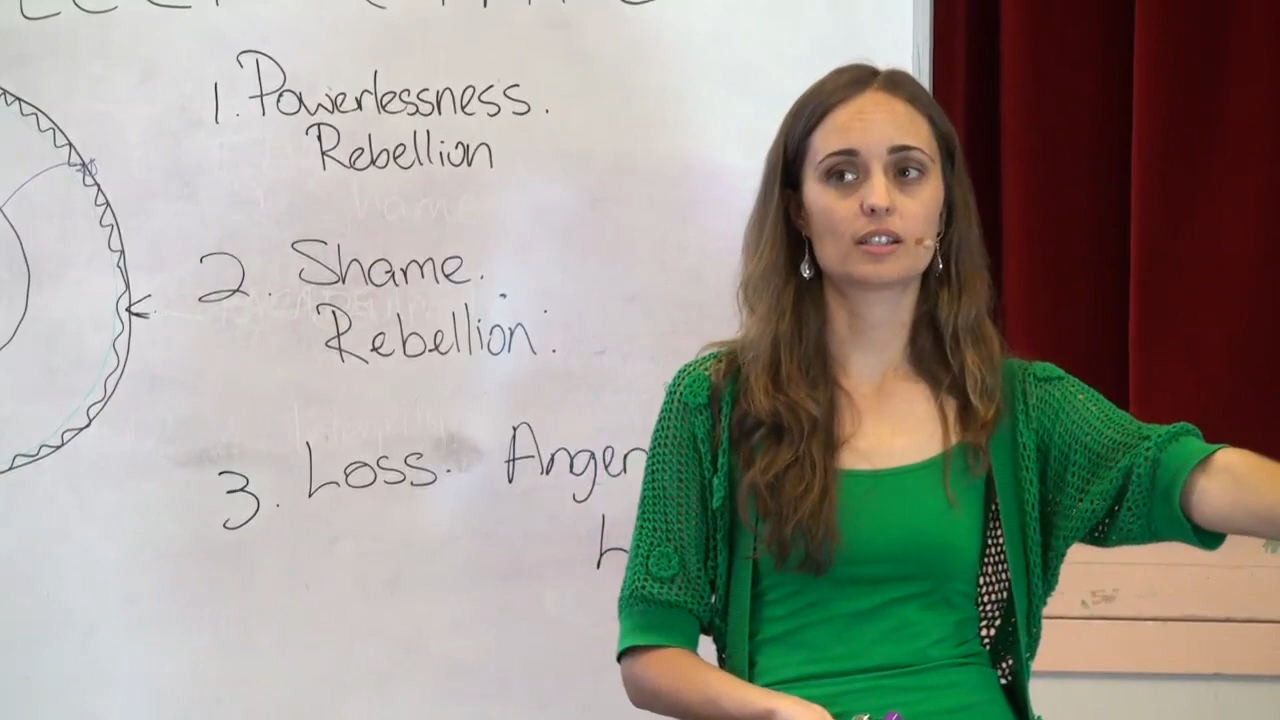 1. Powerlessness.
Rebellion
2. Shame.
Rebellion.
3. Loss. Anger